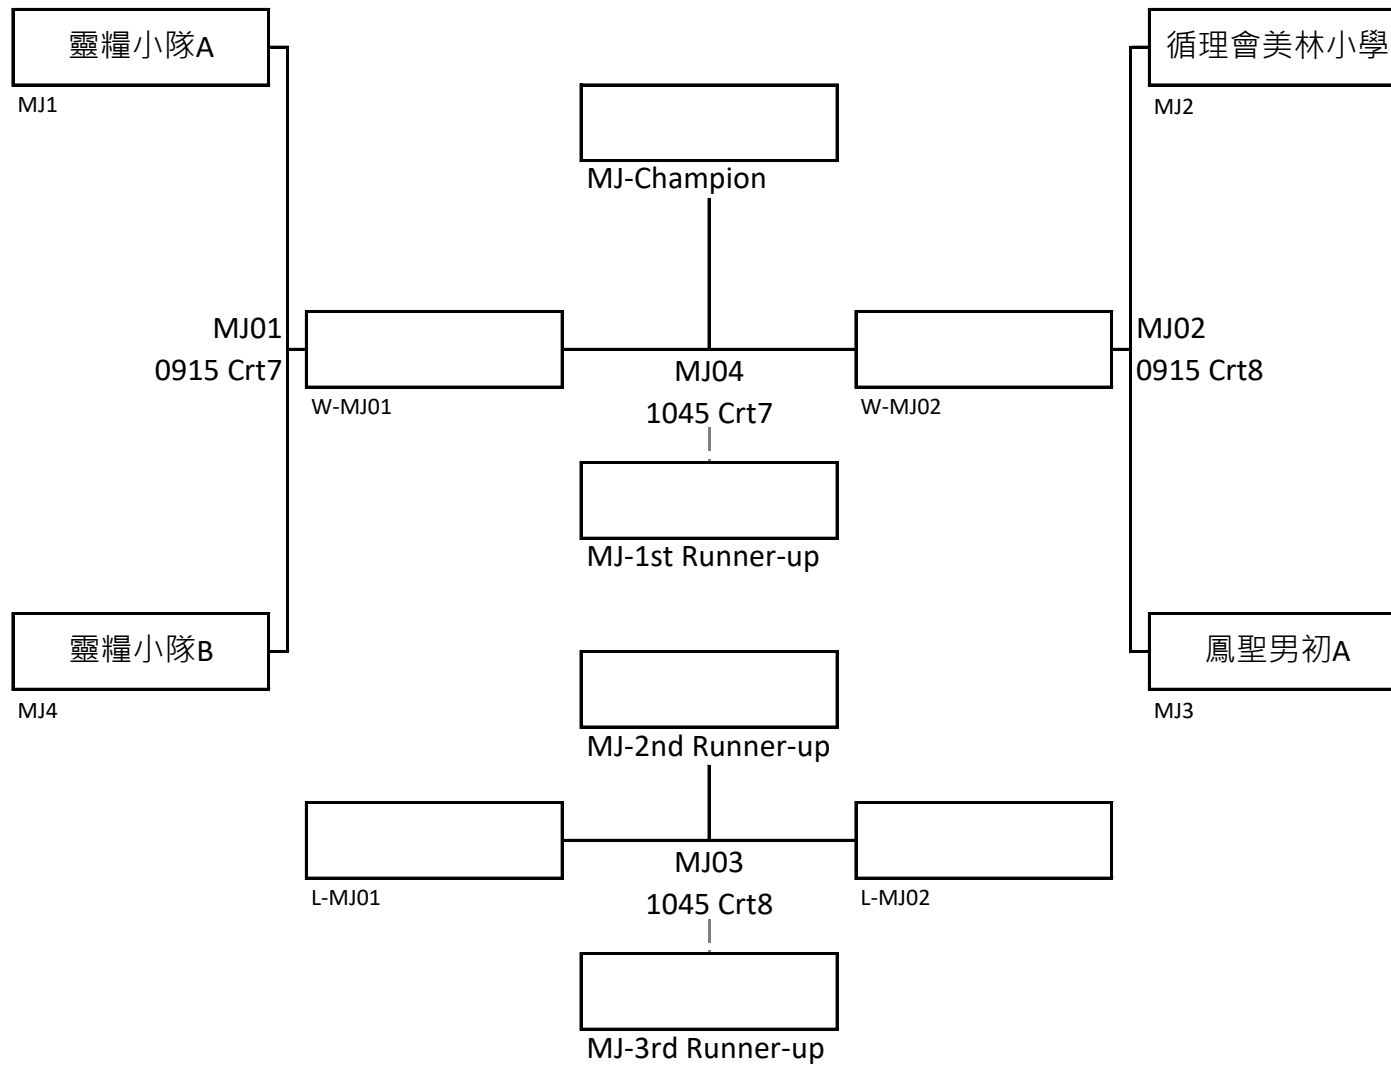 靈糧小隊A
MJ1
循理會美林小學
MJ2
MJ-Champion
MJ01
0915 Crt7
W-MJ01
MJ04
1045 Crt7
W-MJ02
MJ02
0915 Crt8
MJ-1st Runner-up
靈糧小隊B
MJ4
鳳聖男初A
MJ3
MJ-2nd Runner-up
L-MJ01
MJ03
1045 Crt8
L-MJ02
MJ-3rd Runner-up